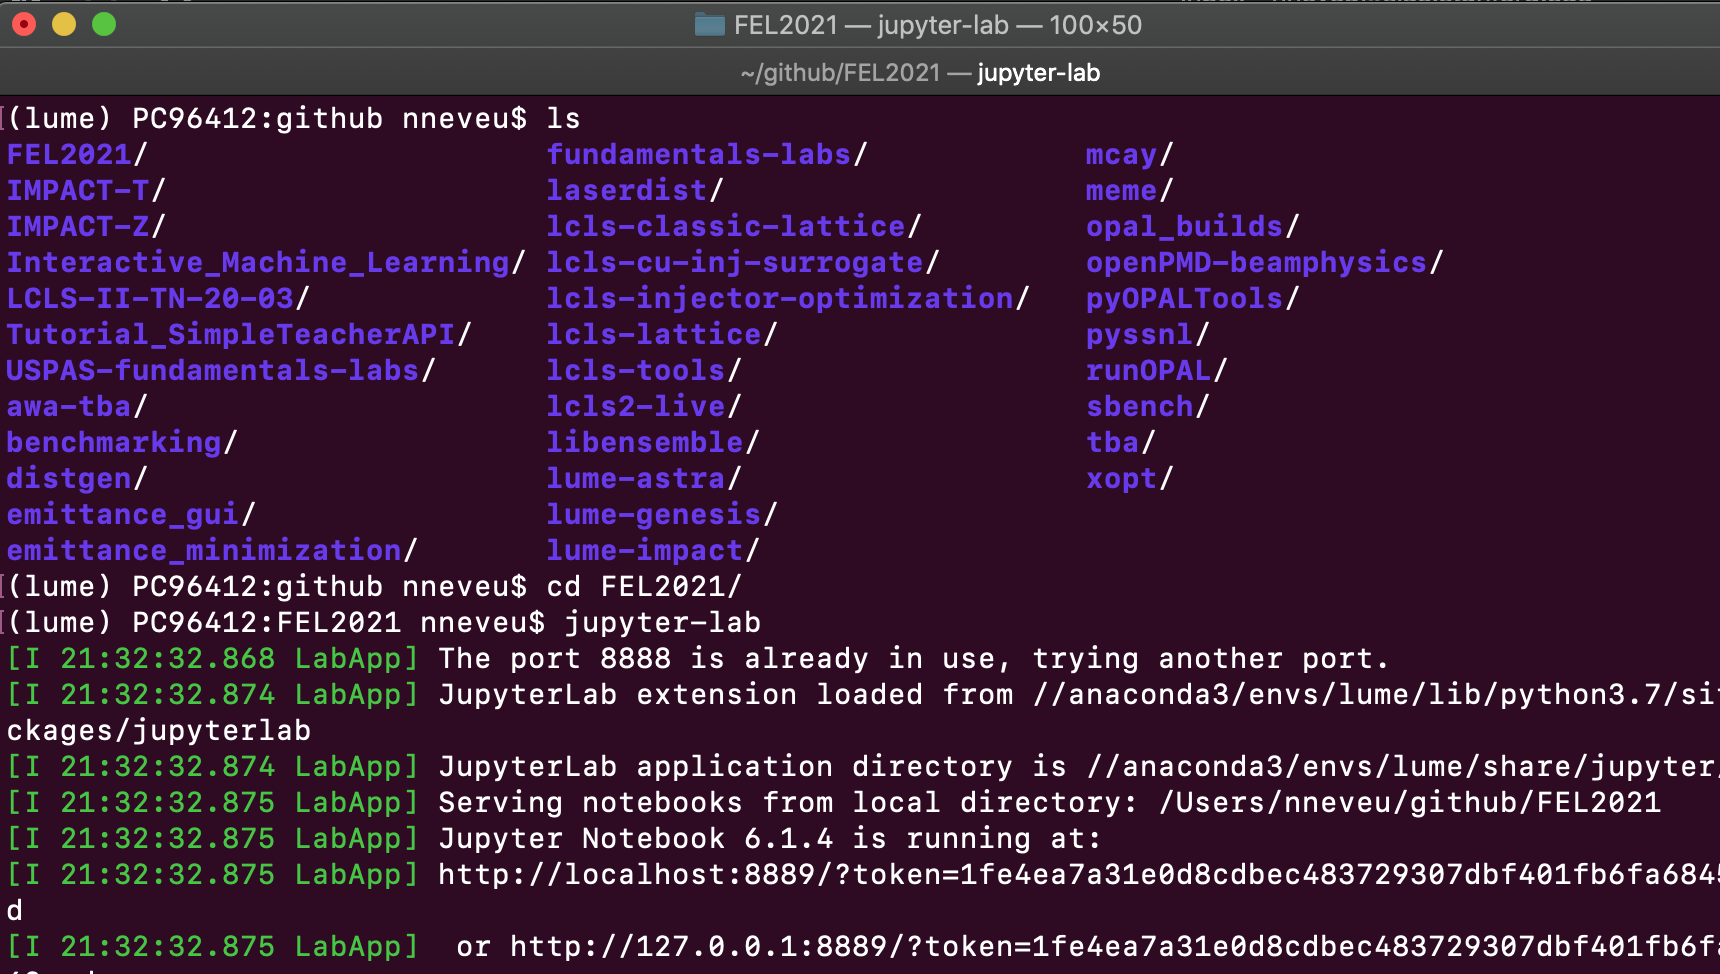 FEL2021 — jupyter-lab — 100×50
~/github/FEL2021 — jupyter-lab
(lume) PC96412:github nneveu$ ls
FEL2021/ fundamentals-labs/ mcay/
IMPACT-T/ laserdist/ meme/
IMPACT-Z/ lcls-classic-lattice/ opal_builds/
Interactive_Machine_Learning/ lcls-cu-inj-surrogate/ openPMD-beamphysics/
LCLS-II-TN-20-03/ lcls-injector-optimization/ pyOPALTools/
Tutorial_SimpleTeacherAPI/ lcls-lattice/ pyssnl/
USPAS-fundamentals-labs/ lcls-tools/ runOPAL/
awa-tba/ lcls2-live/ sbench/
benchmarking/ libensemble/ tba/
distgen/ lume-astra/ xopt/
emittance_gui/ lume-genesis/
emittance_minimization/ lume-impact/
(lume) PC96412:github nneveu$ cd FEL2021/
(lume) PC96412:FEL2021 nneveu$ jupyter-lab
[I 21:32:32.868 LabApp] The port 8888 is already in use, trying another port.
[I 21:32:32.874 LabApp] JupyterLab extension loaded from //anaconda3/envs/lume/lib/python3.7/sit
ckages/jupyterlab
[I 21:32:32.874 LabApp] JupyterLab application directory is //anaconda3/envs/lume/share/jupyter/
[I 21:32:32.875 LabApp] Serving notebooks from local directory: /Users/nneveu/github/FEL2021
[I 21:32:32.875 LabApp] Jupyter Notebook 6.1.4 is running at:
[I 21:32:32.875 LabApp] http://localhost:8889/?token=1fe4ea7a31e0d8cdbec483729307dbf401fb6fa6845
d
[I 21:32:32.875 LabApp] or http://127.0.0.1:8889/?token=1fe4ea7a31e0d8cdbec483729307dbf401fb6fa